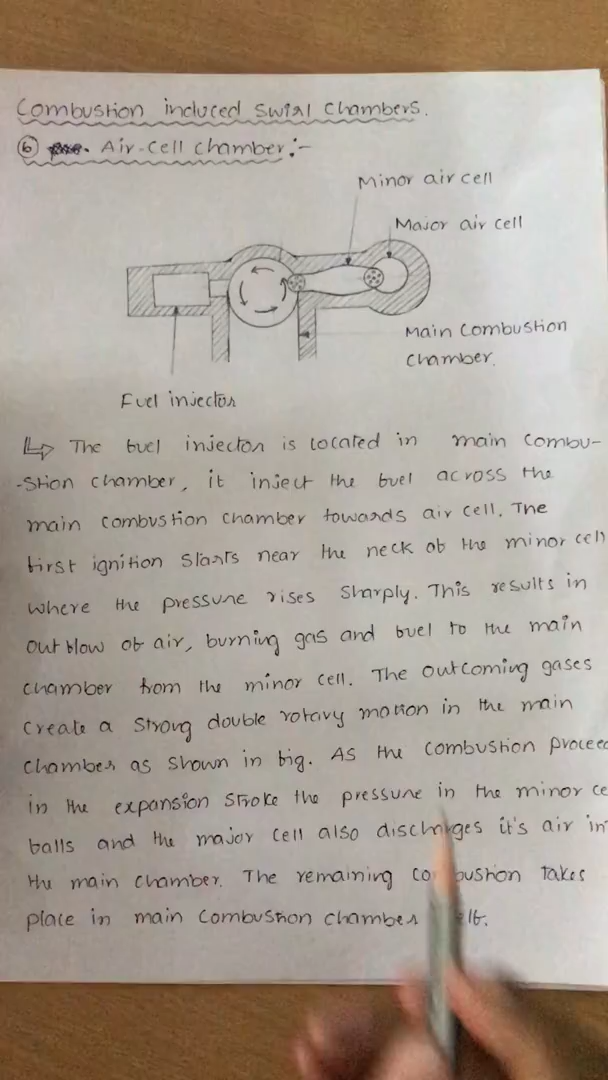 Combustion induced swirl chambers.
6 Air-cell chamber:-
Minor air cell
Major air cell
Main Combustion
chamber.
Fuel injector
↳ The fuel injector is located in main Combu-
-stion chamber, it inject the fuel across the
main combustion chamber towards air cell. The
first ignition starts near the neck of the minor cell
where the pressure rises sharply. This results in
out blow of air, burning gas and fuel to the main
chamber from the minor cell. The outcoming gases
create a strong double rotary motion in the main
chamber as shown in fig. As the combustion proceed
in the expansion stroke the pressure in the minor ce
falls and the major cell also discharges it's air in
the main chamber. The remaining combustion takes
place in main combustion chamber